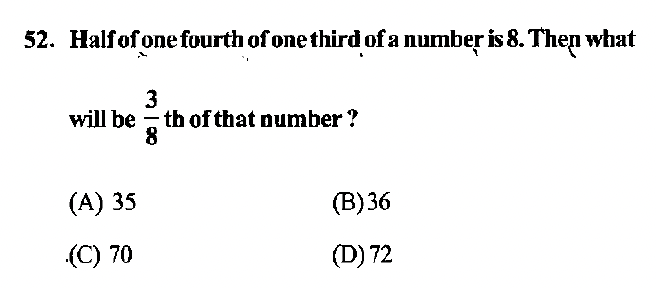 52. Half of one fourth of one third of a number is 8. Then what
will be 3/8 th of that number ?
(A) 35 (B) 36
(C) 70 (D) 72